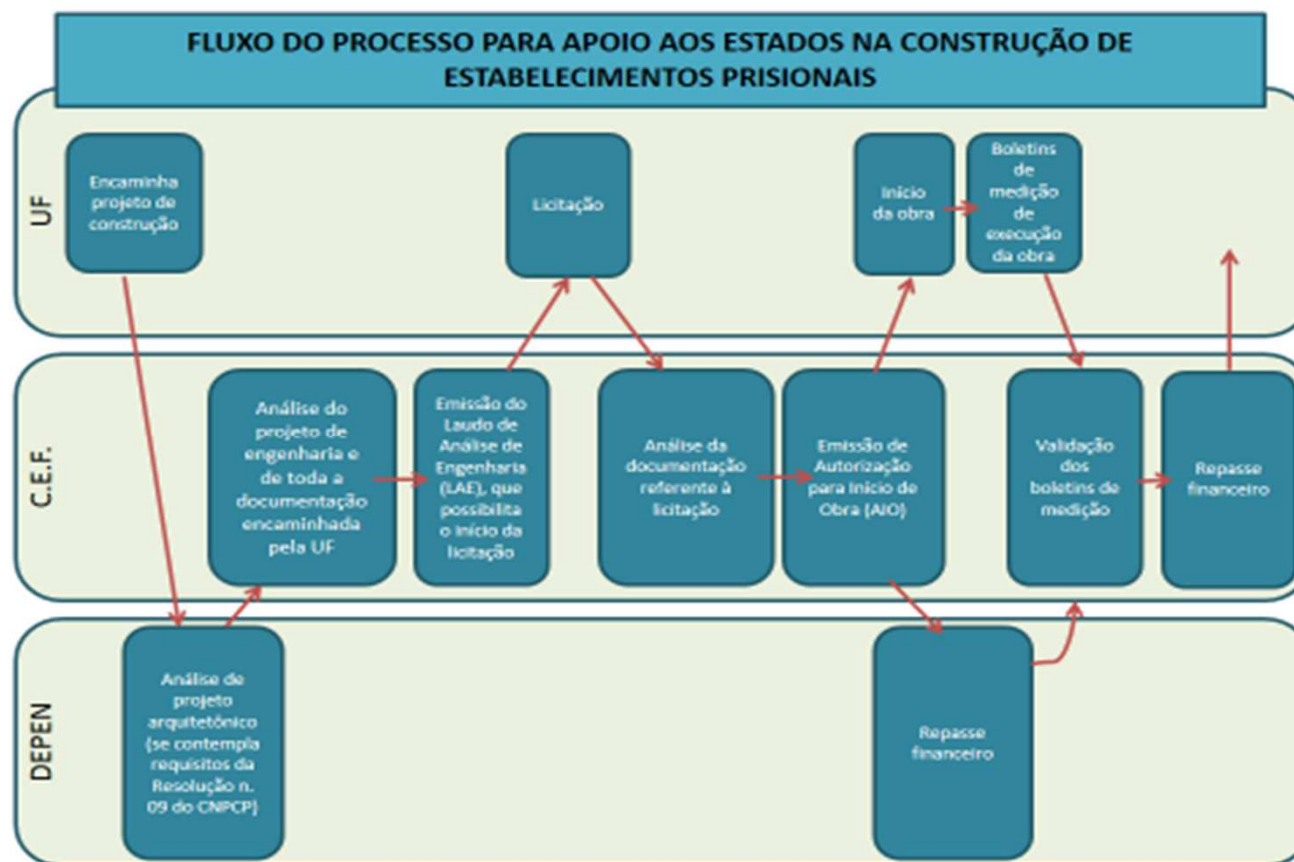 FLUXO DO PROCESSO PARA APOIO AOS ESTADOS NA CONSTRUÇÃO DE
ESTABELECIMENTOS PRISIONAIS
UF
Encaminha
projeto de
construção
Licitação
Início
da obra
Boletins
de
medição
de
execução
da obra
C.E.F.
Análise do
projeto de
engenharia e
de toda a
documentação
encaminhada
pela UF
Emissão do
Laudo de
Análise de
Engenharia
(LAE), que
possibilita
o início da
licitação
Análise da
documentação
referente à
licitação
Emissão de
Autorização
para Início de
Obra (AIO)
Validação
dos
boletins de
medição
Repasse
financeiro
DEPEN
Análise de
projeto
arquitetônico
(se contempla
requisitos da
Resolução n.
09 do CNPCP)
Repasse
financeiro